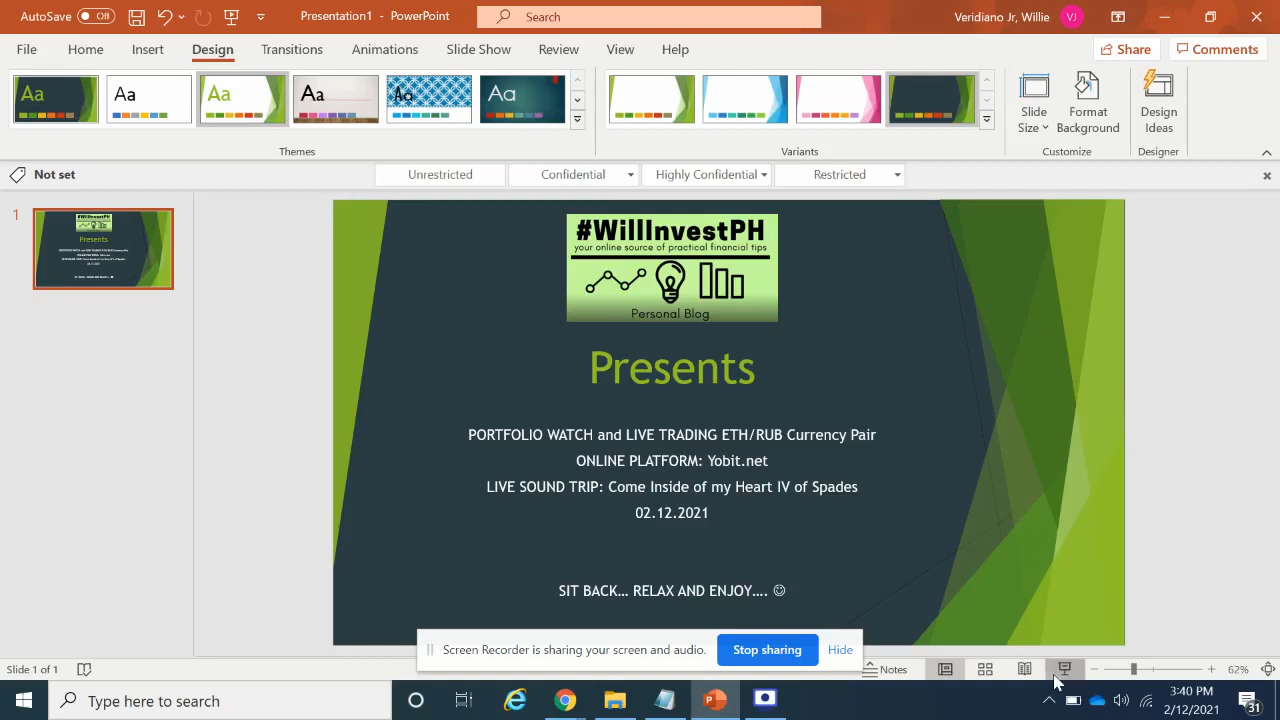 AutoSave Off
Presentation1 - PowerPoint
Search
Veridiano Jr, Willie VJ
File Home Insert Design Transitions Animations Slide Show Review View Help
Share Comments
Aa Aa Aa Aa Aa Aa
Slide Size
Format Background
Design Ideas
Themes Variants Customize Designer
Not set Unrestricted Confidential Highly Confidential Restricted
1
Presents
#WillInvestPH
your online source of practical financial tips
Personal Blog
Presents
PORTFOLIO WATCH and LIVE TRADING ETH/RUB Currency Pair
ONLINE PLATFORM: Yobit.net
LIVE SOUND TRIP: Come Inside of my Heart IV of Spades
02.12.2021
SIT BACK... RELAX AND ENJOY.... ☺
Screen Recorder is sharing your screen and audio. Stop sharing Hide
Slide 1 of 1 Notes 62%
Type here to search
3:40 PM
2/12/2021
31